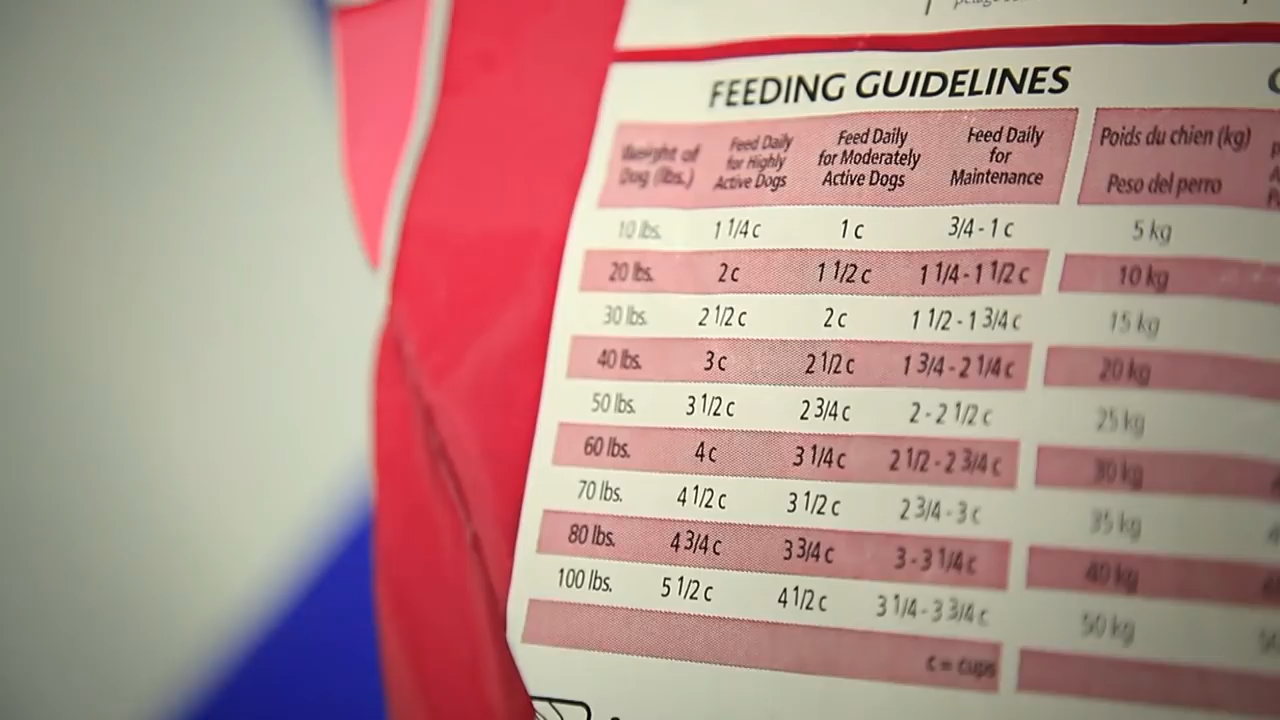 FEEDING GUIDELINES
Weight of Dog (lbs.) Feed Daily for Highly Active Dogs Feed Daily for Moderately Active Dogs Feed Daily for Maintenance Poids du chien (kg) Peso del perro
10 lbs. 1 1/4 c 1 c 3/4 - 1 c 5 kg
20 lbs. 2 c 1 1/2 c 1 1/4 - 1 1/2 c 10 kg
30 lbs. 2 1/2 c 2 c 1 1/2 - 1 3/4 c 15 kg
40 lbs. 3 c 2 1/2 c 1 3/4 - 2 1/4 c 20 kg
50 lbs. 3 1/2 c 2 3/4 c 2 - 2 1/2 c 25 kg
60 lbs. 4 c 3 1/4 c 2 1/2 - 2 3/4 c 30 kg
70 lbs. 4 1/2 c 3 1/2 c 2 3/4 - 3 c 35 kg
80 lbs. 4 3/4 c 3 3/4 c 3 - 3 1/4 c 40 kg
100 lbs. 5 1/2 c 4 1/2 c 3 1/4 - 3 3/4 c 50 kg
c = cups